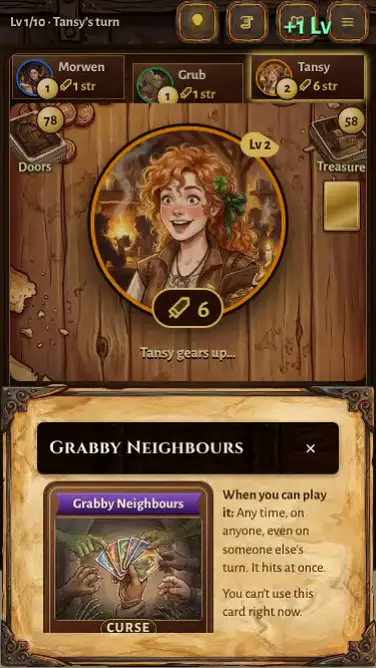 Lv 1/10 · Tansy's turn
+1 Lv
Morwen
1
1 str
Grub
1
1 str
Tansy
2
6 str
78
Doors
Lv 2
58
Treasure
6
Tansy gears up...
Grabby Neighbours
×
Grabby Neighbours
CURSE
When you can play
it: Any time, on
anyone, even on
someone else's
turn. It hits at once.
You can't use this
card right now.